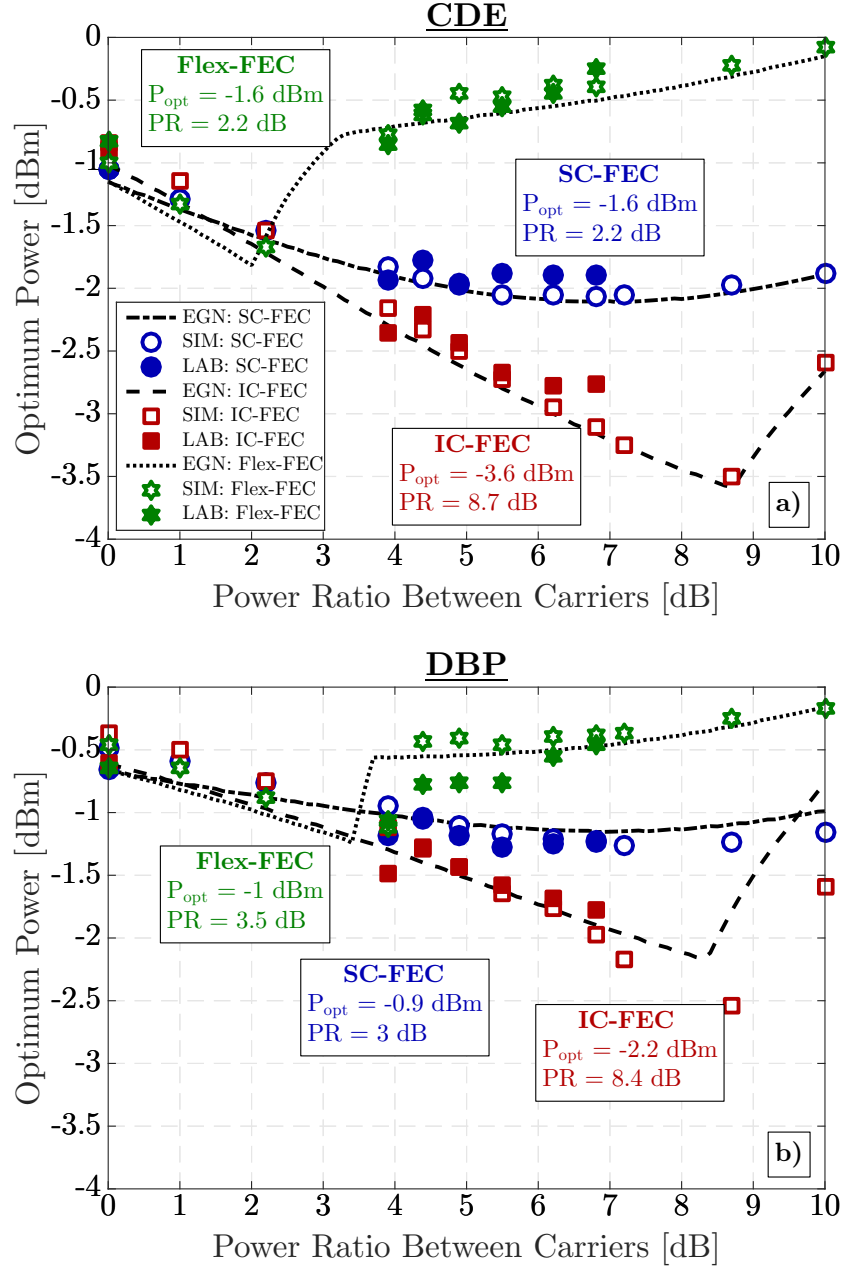 CDE
0
-0.5
-1
-1.5
-2
-2.5
-3
-3.5
-4
Optimum Power [dBm]
Flex-FEC
P_opt = -1.6 dBm
PR = 2.2 dB
SC-FEC
P_opt = -1.6 dBm
PR = 2.2 dB
EGN: SC-FEC
SIM: SC-FEC
LAB: SC-FEC
EGN: IC-FEC
SIM: IC-FEC
LAB: IC-FEC
EGN: Flex-FEC
SIM: Flex-FEC
LAB: Flex-FEC
IC-FEC
P_opt = -3.6 dBm
PR = 8.7 dB
a)
0 1 2 3 4 5 6 7 8 9 10
Power Ratio Between Carriers [dB]
DBP
0
-0.5
-1
-1.5
-2
-2.5
-3
-3.5
-4
Optimum Power [dBm]
Flex-FEC
P_opt = -1 dBm
PR = 3.5 dB
SC-FEC
P_opt = -0.9 dBm
PR = 3 dB
IC-FEC
P_opt = -2.2 dBm
PR = 8.4 dB
b)
0 1 2 3 4 5 6 7 8 9 10
Power Ratio Between Carriers [dB]